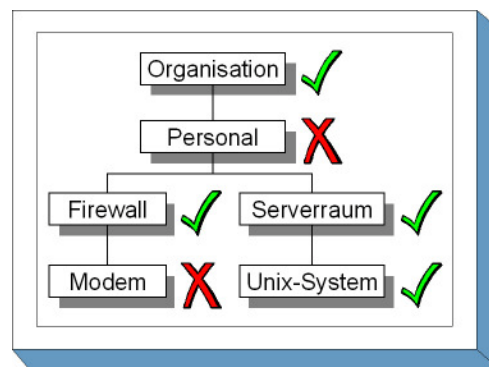 Organisation
Personal
Firewall
Serverraum
Modem
Unix-System